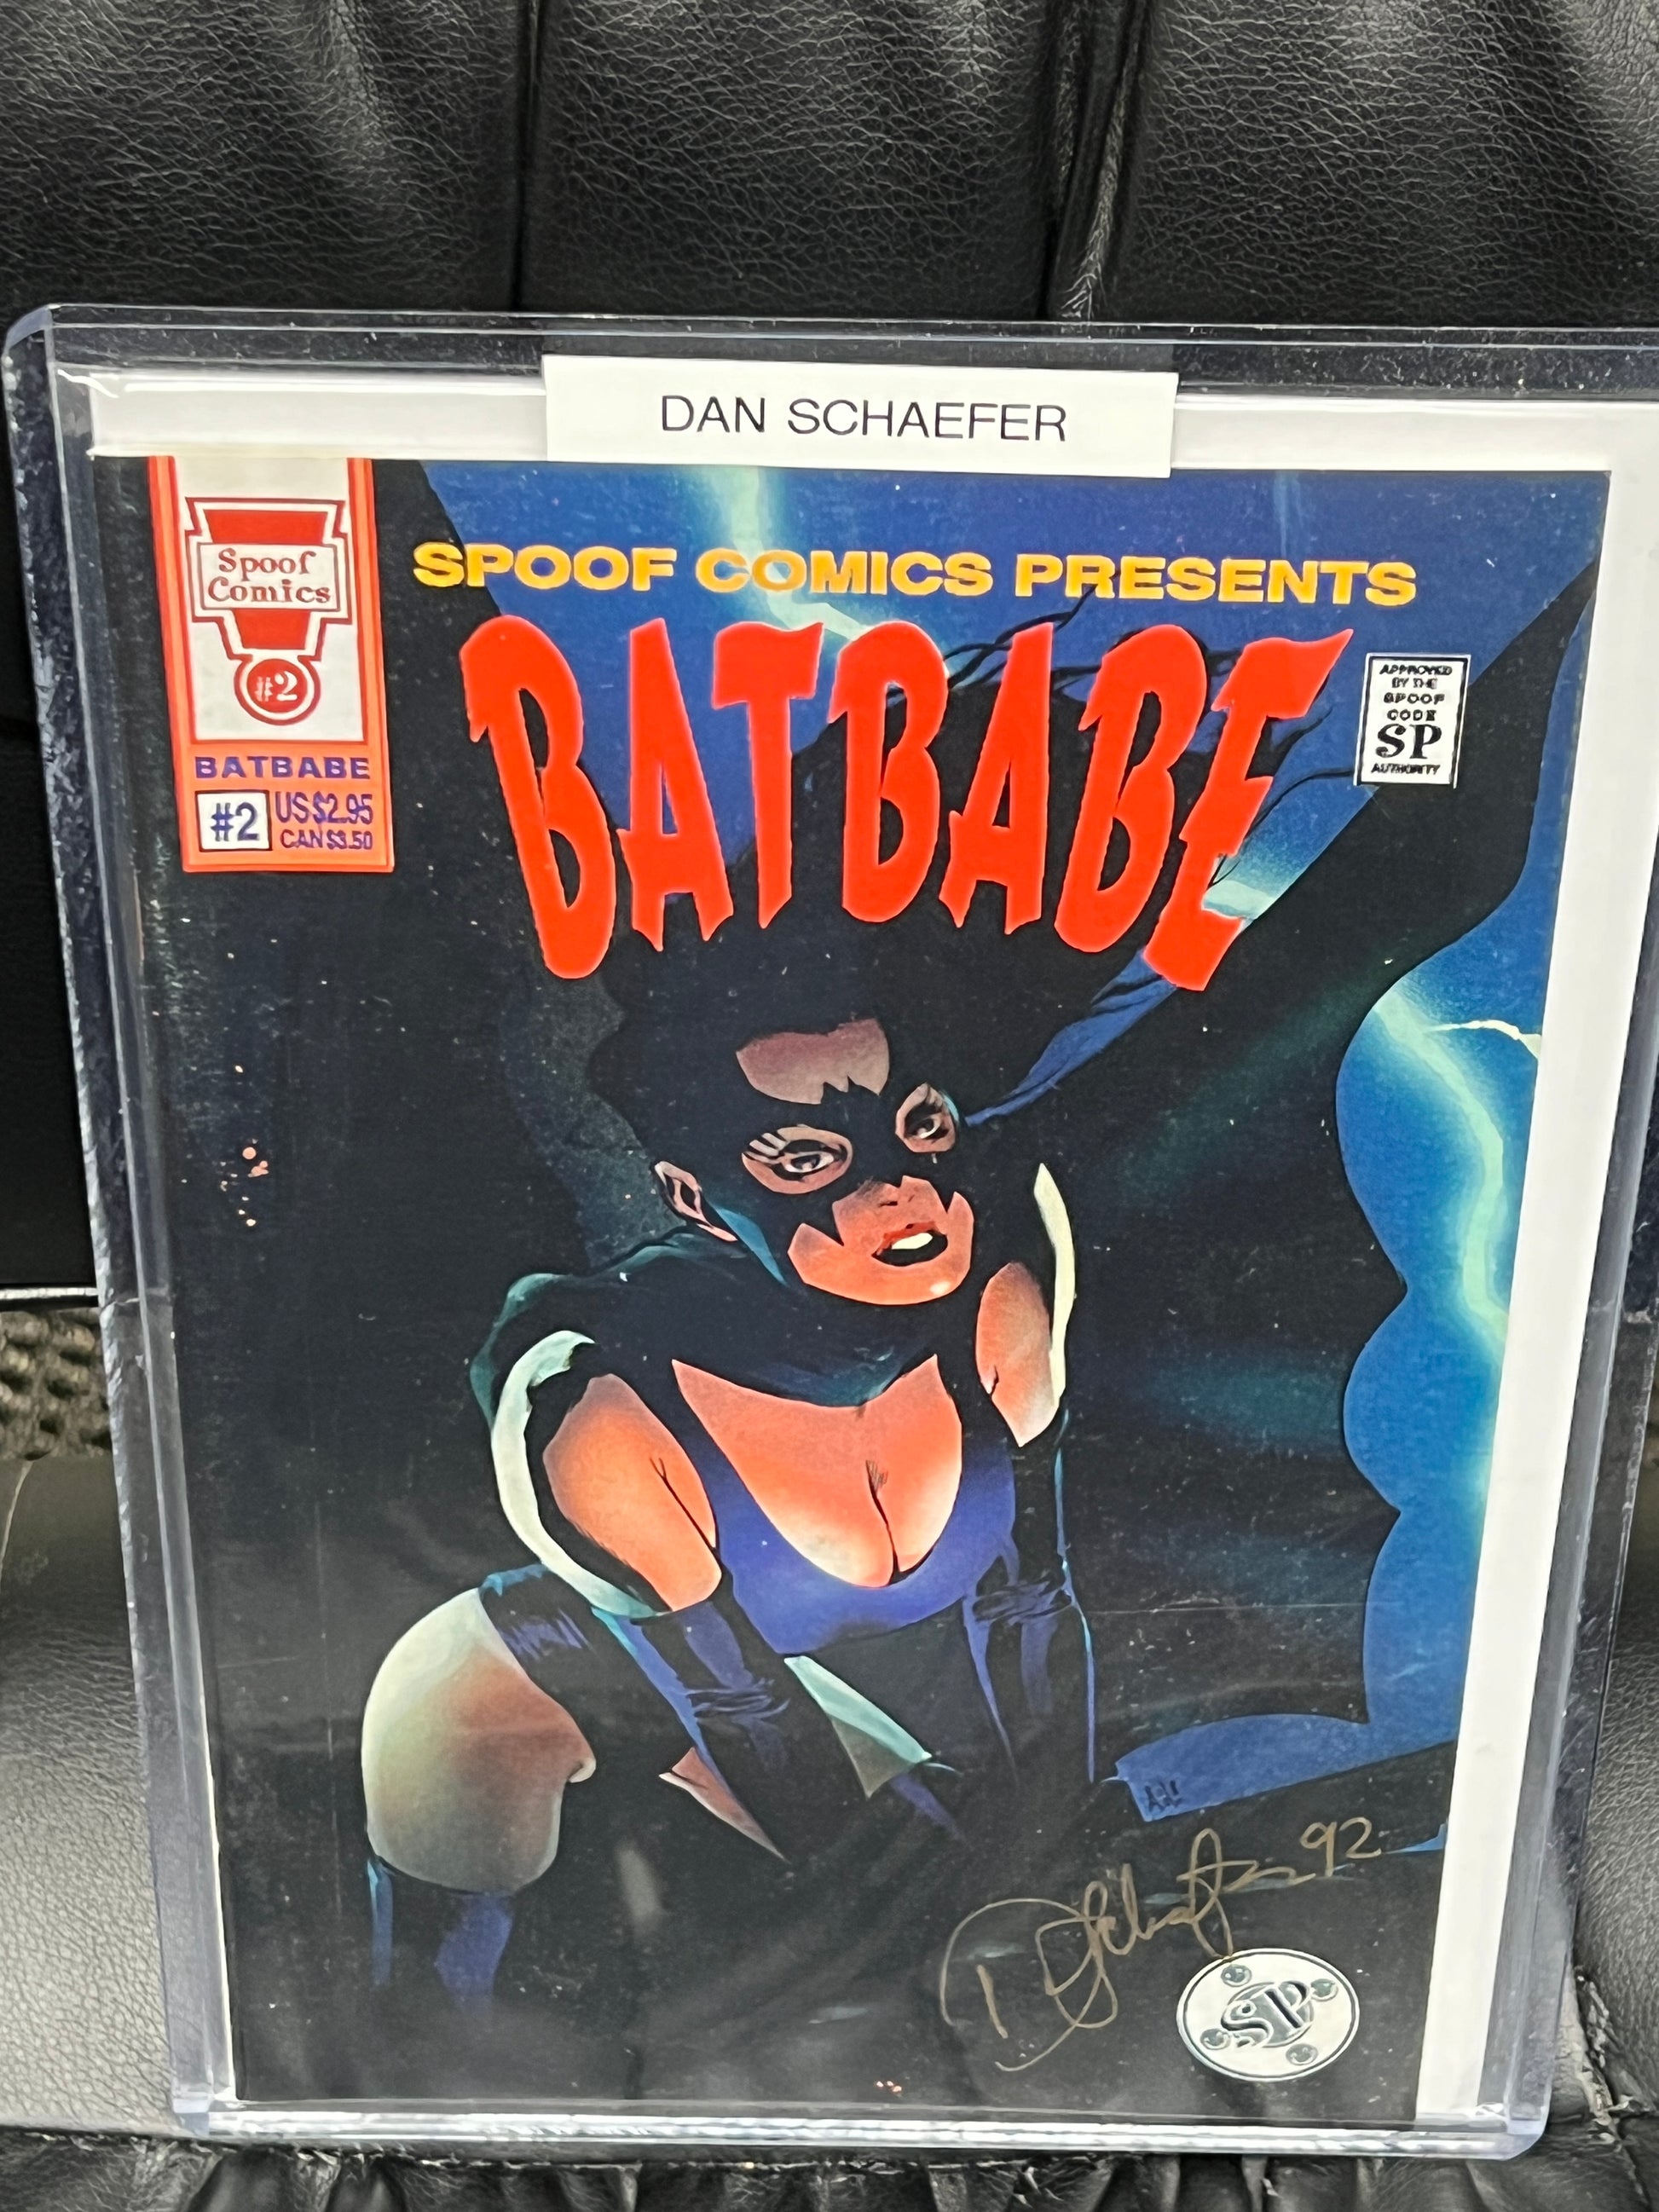 DAN SCHAEFER
Spoof
Comics
#2
BATBABE
#2 US $2.95
CAN $3.50
SPOOF COMICS PRESENTS
BATBABE
APPROVED
BY THE
SPOOF
CODE
SP
AUTHORITY
D Schaefer 92
SP